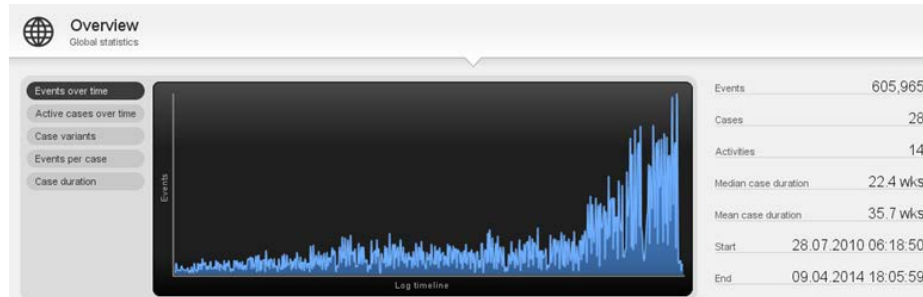 Overview
Global statistics
Events over time
Active cases over time
Case variants
Events per case
Case duration
Events
Log timeline
Events 605,965
Cases 28
Activities 14
Median case duration 22.4 wks
Mean case duration 35.7 wks
Start 28.07.2010 06:18:50
End 09.04.2014 18:05:59